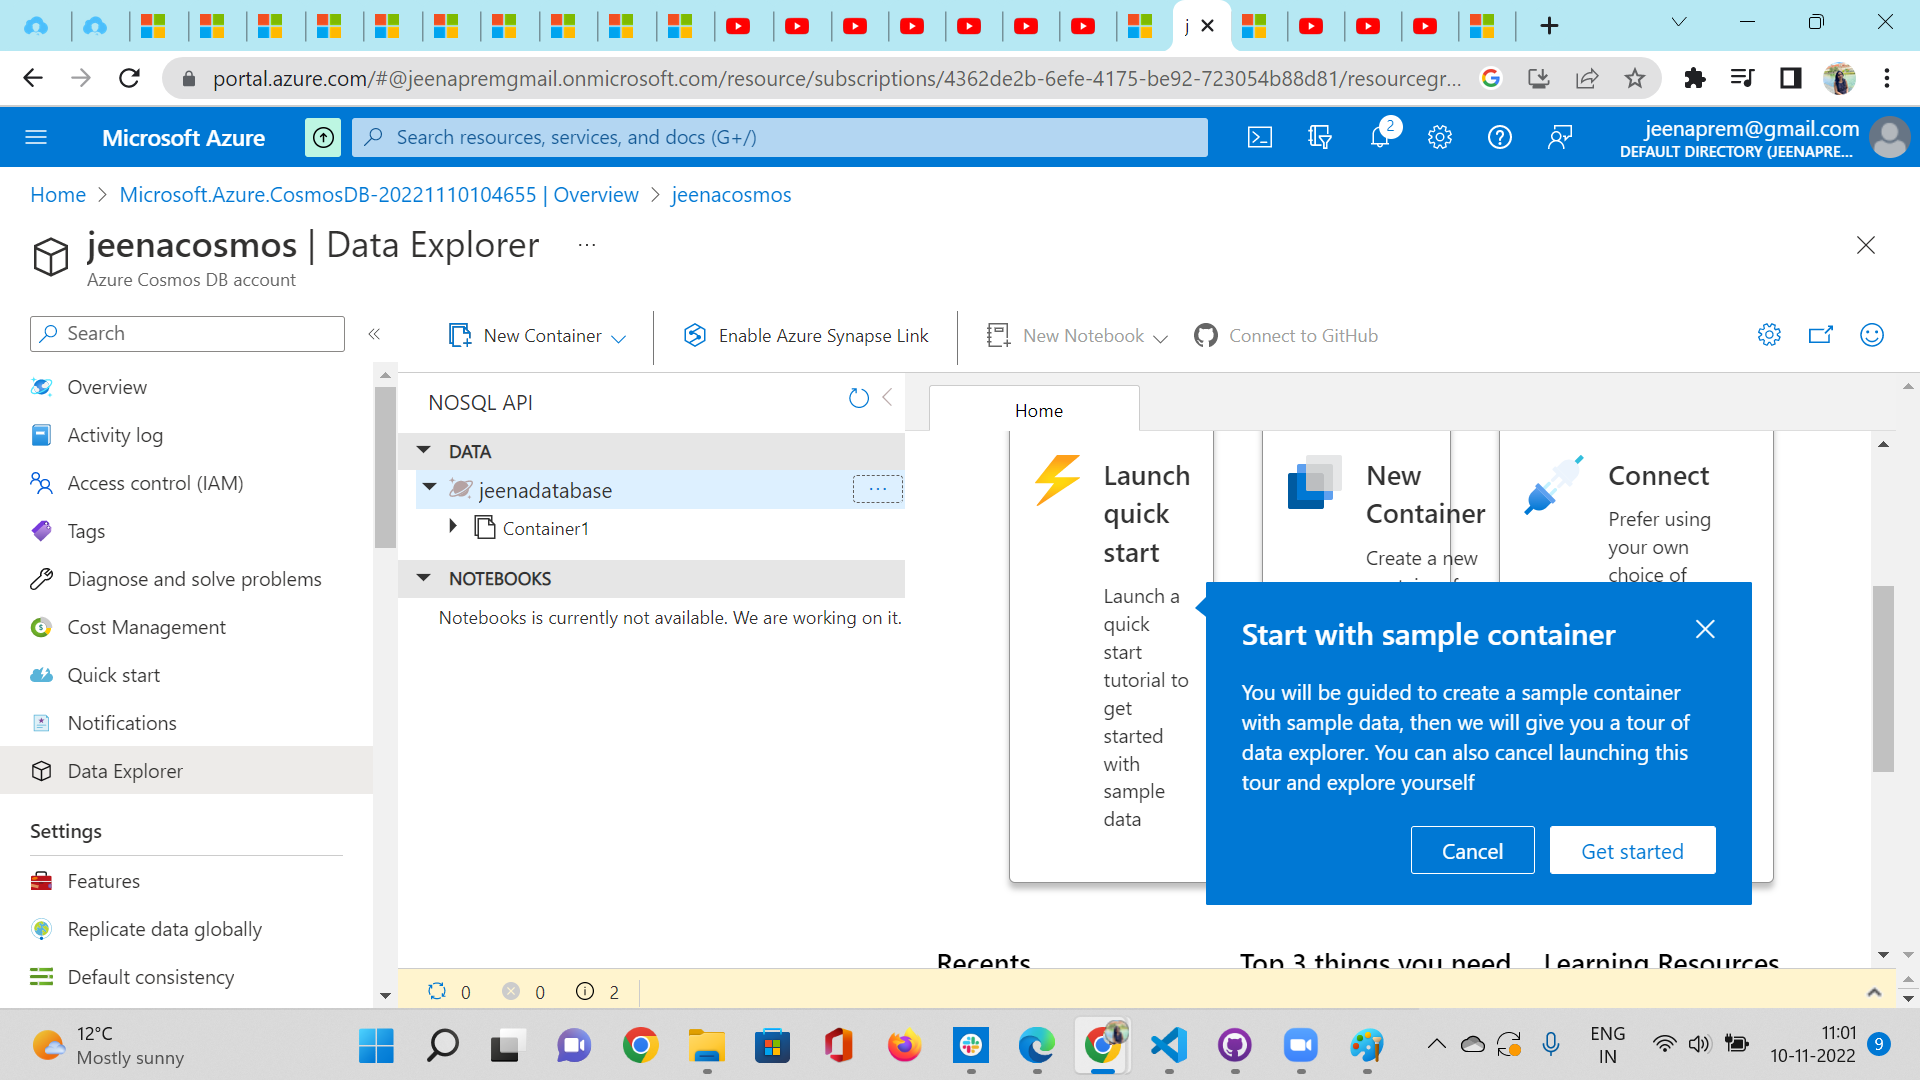 j
portal.azure.com/#@jeenapremgmail.onmicrosoft.com/resource/subscriptions/4362de2b-6efe-4175-be92-723054b88d81/resourcegr...
Microsoft Azure
Search resources, services, and docs (G+/)
2
jeenaprem@gmail.com
DEFAULT DIRECTORY (JEENAPRE...
Home > Microsoft.Azure.CosmosDB-20221110104655 | Overview > jeenacosmos
jeenacosmos | Data Explorer ...
Azure Cosmos DB account
Search
New Container
Enable Azure Synapse Link
New Notebook
Connect to GitHub
Overview
Activity log
Access control (IAM)
Tags
Diagnose and solve problems
Cost Management
Quick start
Notifications
Data Explorer
Settings
Features
Replicate data globally
Default consistency
NOSQL API
DATA
jeenadatabase
...
Container1
NOTEBOOKS
Notebooks is currently not available. We are working on it.
Home
Launch
quick
start
Launch a
quick
start
tutorial to
get
started
with
sample
data
New
Container
Create a new
Connect
Prefer using
your own
choice of
Start with sample container
You will be guided to create a sample container
with sample data, then we will give you a tour of
data explorer. You can also cancel launching this
tour and explore yourself
Cancel
Get started
Recents
Top 3 things you need
Learning Resources
0
0
2
12°C
Mostly sunny
ENG
IN
11:01
10-11-2022
9